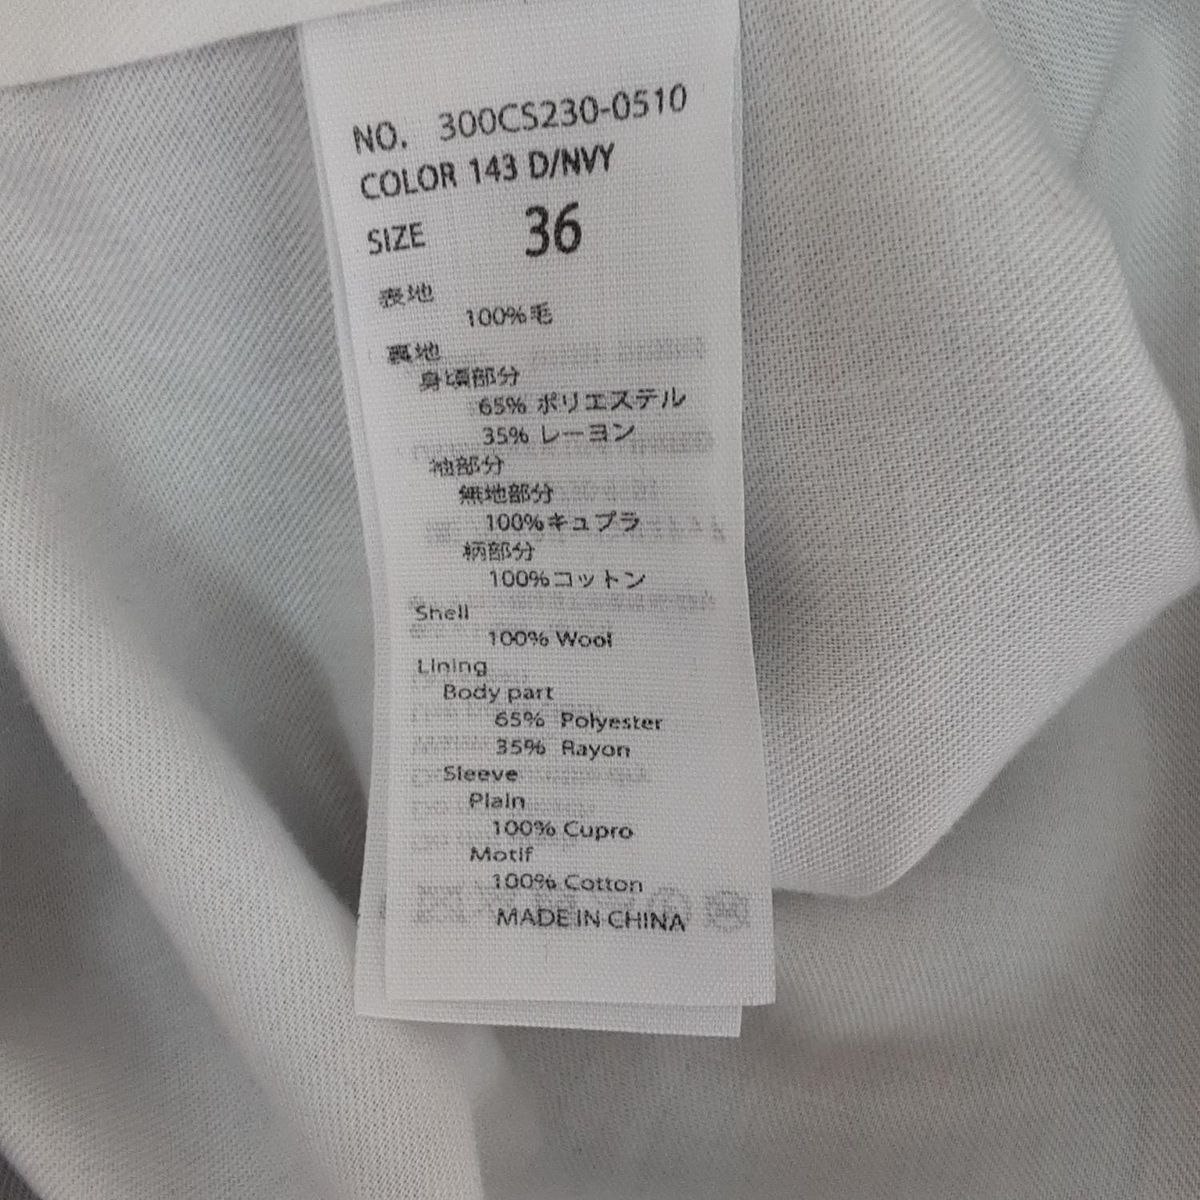 NO. 300CS230-0510
COLOR 143 D/NVY
SIZE 36
表地
100%毛
裏地
身頃部分
65% ポリエステル
35% レーヨン
袖部分
無地部分
100%キュプラ
柄部分
100%コットン
Shell
100% Wool
Lining
Body part
65% Polyester
35% Rayon
Sleeve
Plain
100% Cupro
Motif
100% Cotton
MADE IN CHINA